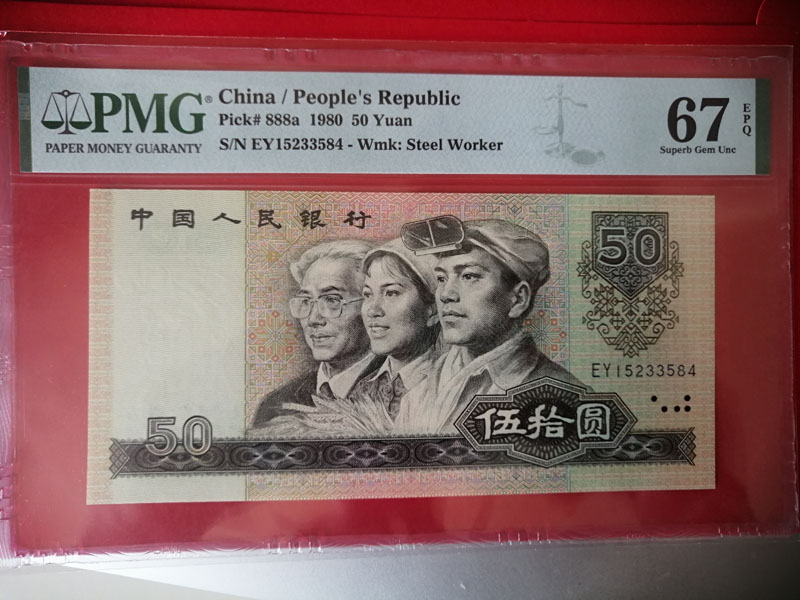 PMG®
PAPER MONEY GUARANTY
China / People's Republic
Pick# 888a 1980 50 Yuan
S/N EY15233584 - Wmk: Steel Worker
67 EPQ
Superb Gem Unc
中国人民银行
50
EY15233584
50
伍拾圆